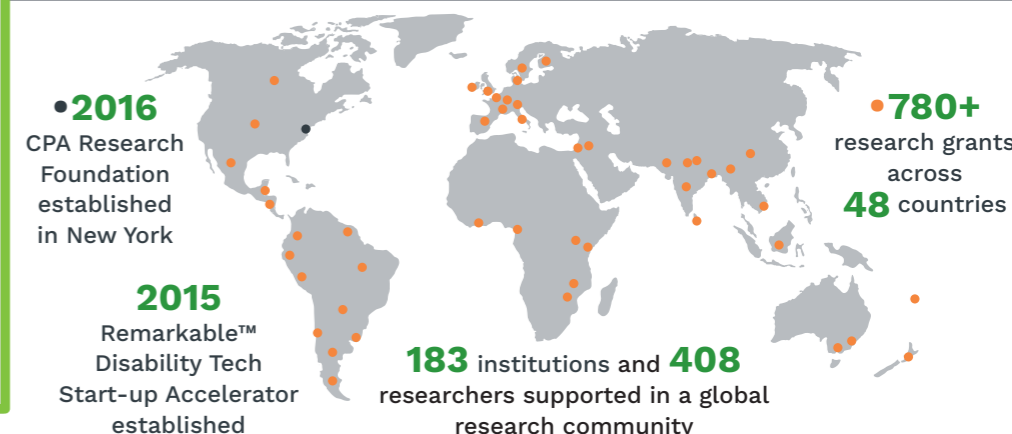 2016
CPA Research
Foundation
established
in New York
2015
Remarkable™
Disability Tech
Start-up Accelerator
established
183 institutions and 408
researchers supported in a global
research community
780+
research grants
across
48 countries